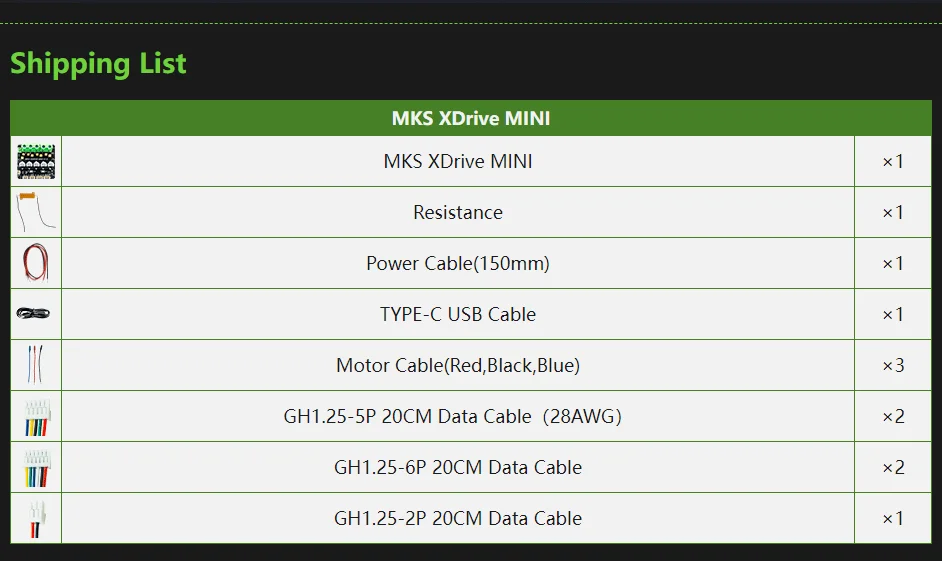 Shipping List
MKS XDrive MINI
MKS XDrive MINI ×1
Resistance ×1
Power Cable(150mm) ×1
TYPE-C USB Cable ×1
Motor Cable(Red,Black,Blue) ×3
GH1.25-5P 20CM Data Cable（28AWG） ×2
GH1.25-6P 20CM Data Cable ×2
GH1.25-2P 20CM Data Cable ×1